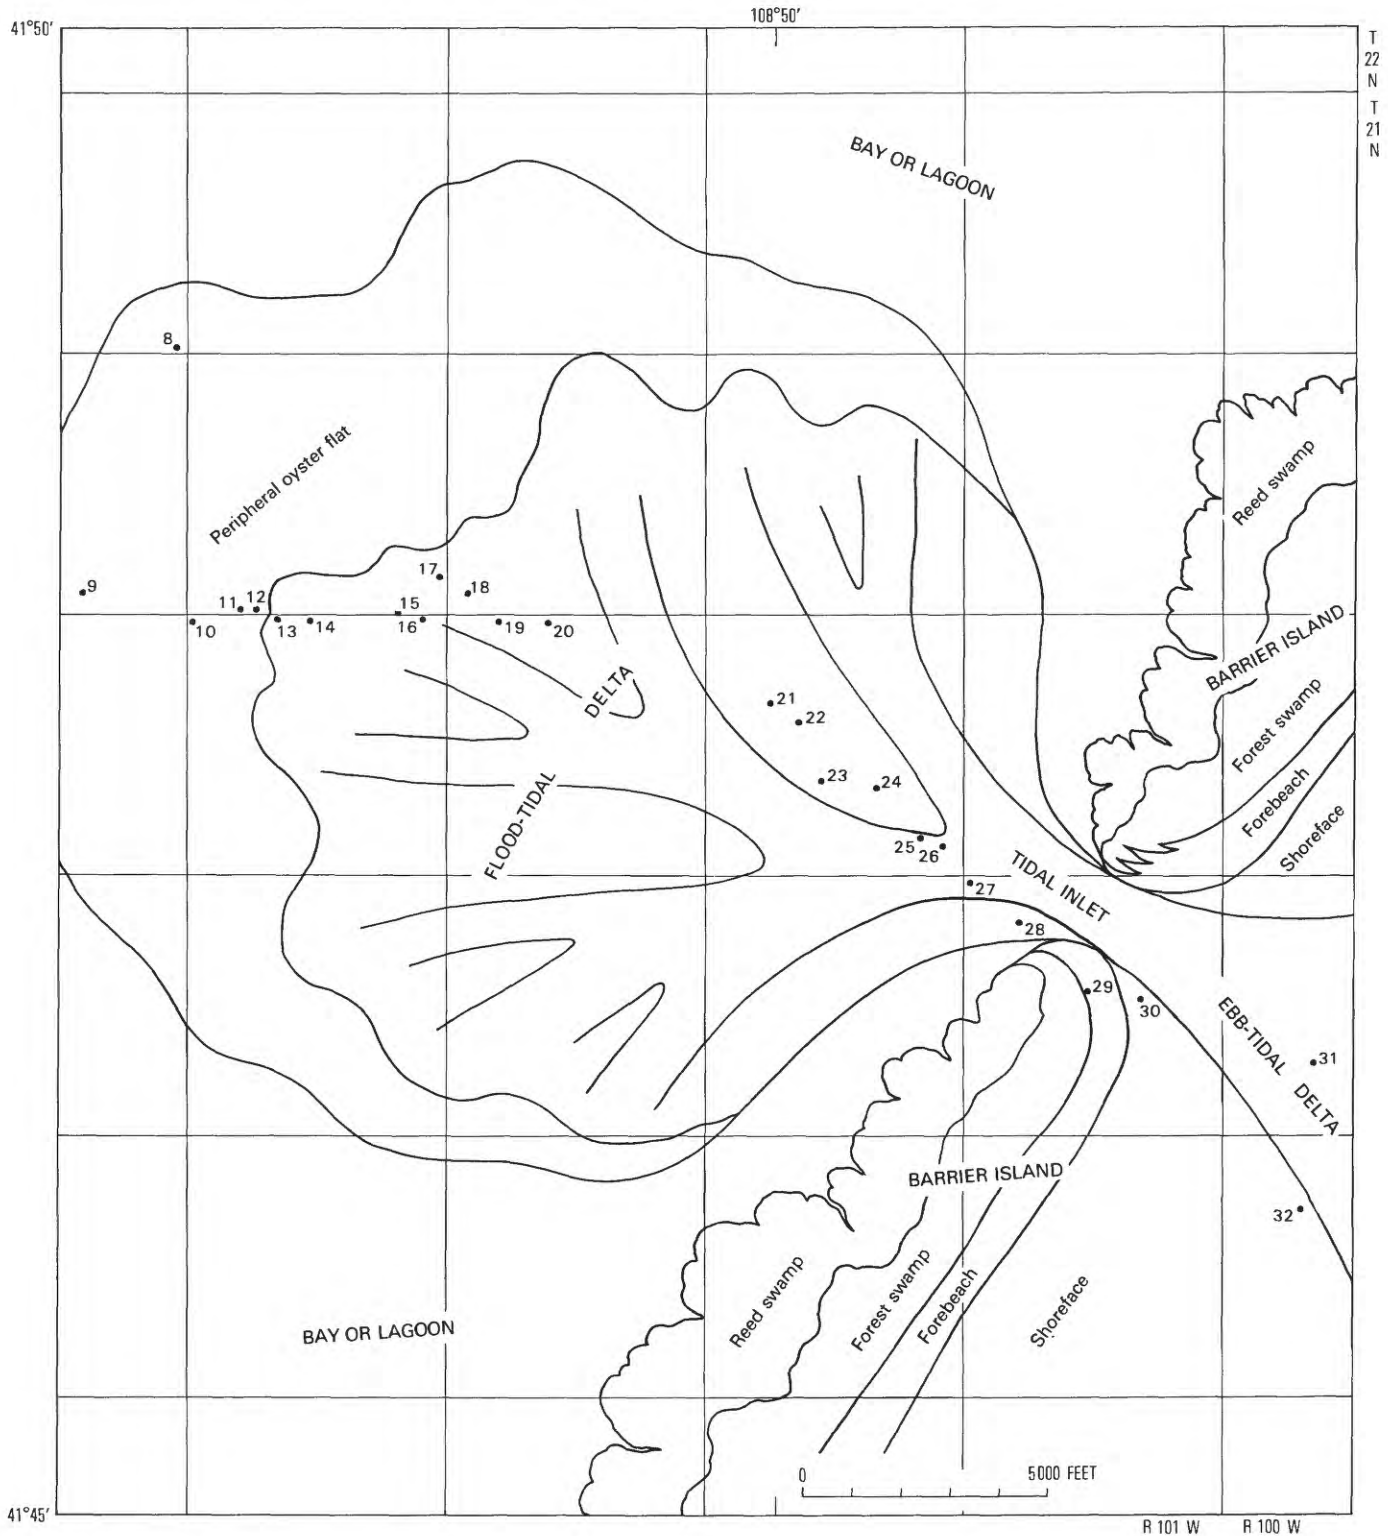 108°50′
41°50′
T
22
N
T
21
N
BAY OR LAGOON
8
Peripheral oyster flat
Reed swamp
9
17
18
11
12
15
10
13
14
16
19
20
BARRIER ISLAND
DELTA
21
22
Forest swamp
23
24
Forebeach
FLOOD-TIDAL
Shoreface
25
26
TIDAL INLET
27
28
29
30
EBB-TIDAL DELTA
31
BARRIER ISLAND
32
Reed swamp
Forest swamp
Forebeach
Shoreface
BAY OR LAGOON
0
5000 FEET
41°45′
R 101 W
R 100 W